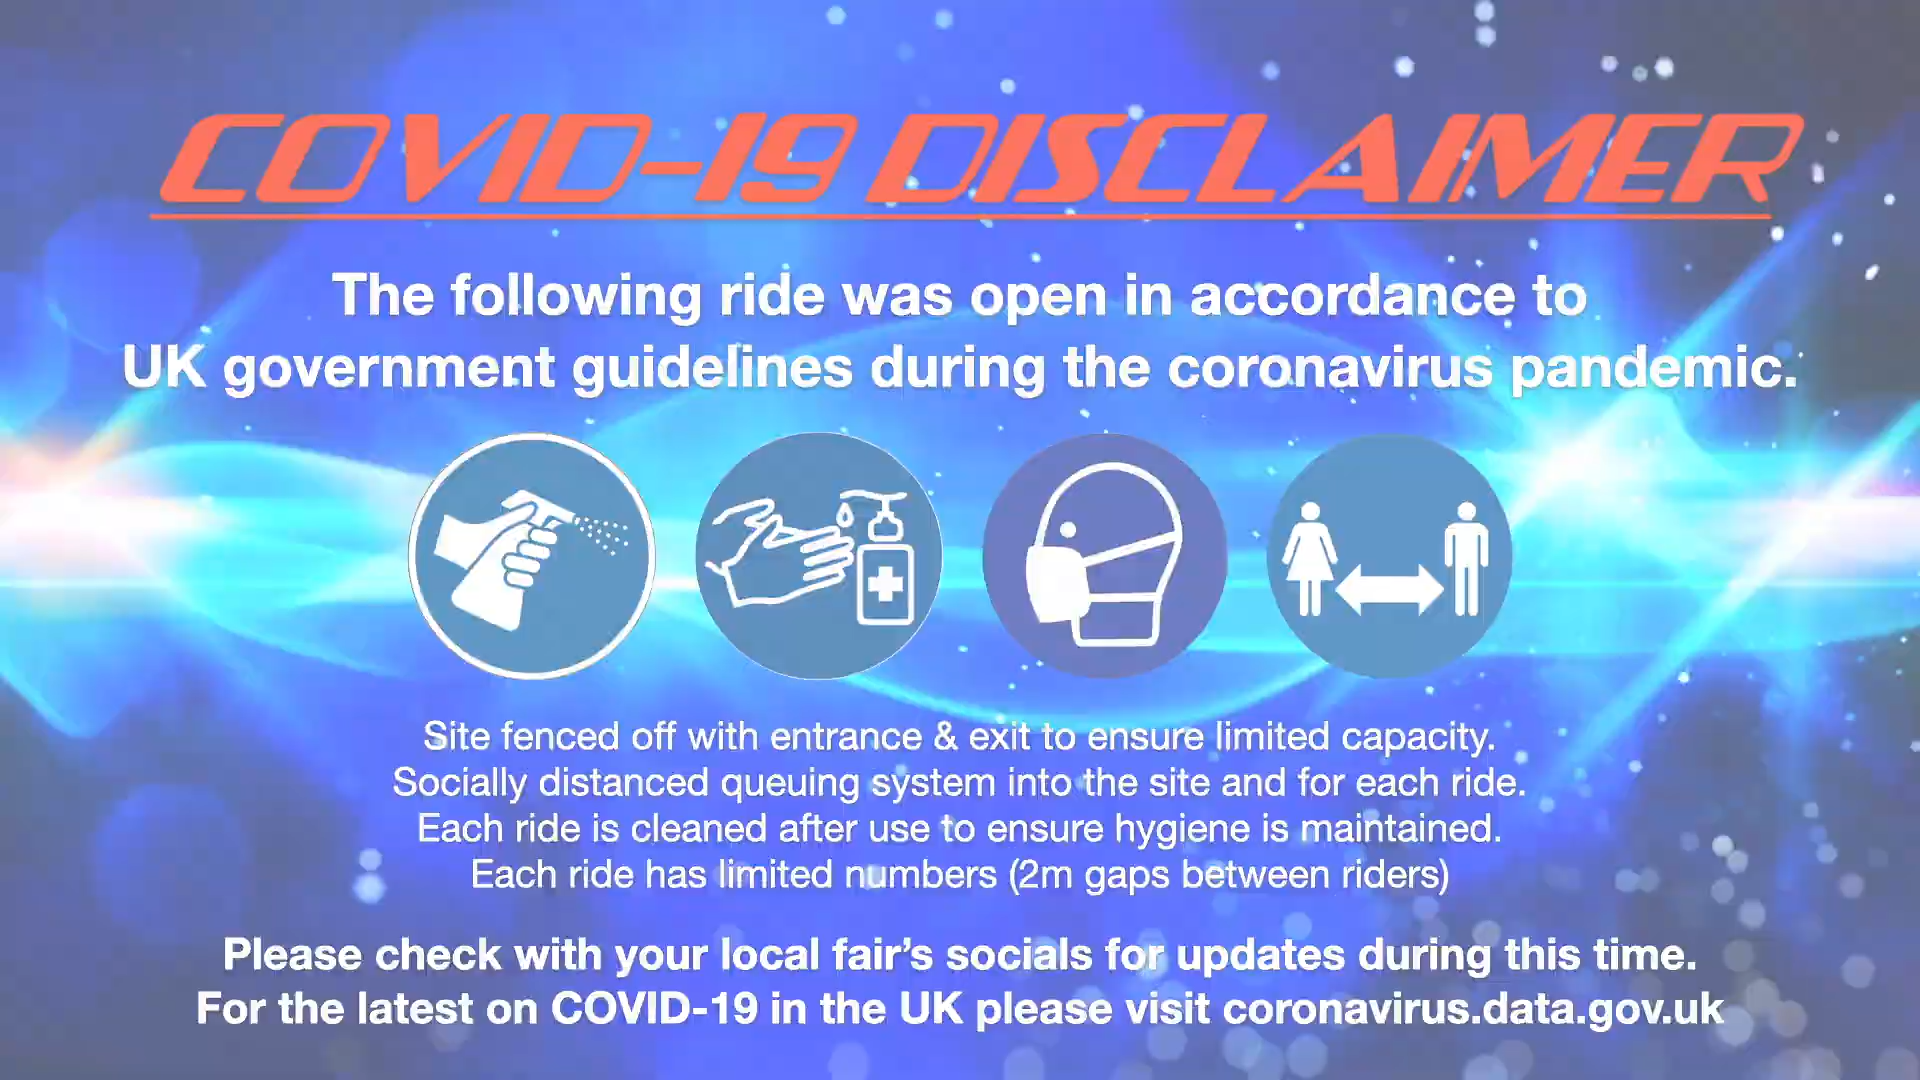 COVID-19 DISCLAIMER
The following ride was open in accordance to
UK government guidelines during the coronavirus pandemic.
Site fenced off with entrance & exit to ensure limited capacity.
Socially distanced queuing system into the site and for each ride.
Each ride is cleaned after use to ensure hygiene is maintained.
Each ride has limited numbers (2m gaps between riders)
Please check with your local fair’s socials for updates during this time.
For the latest on COVID-19 in the UK please visit coronavirus.data.gov.uk